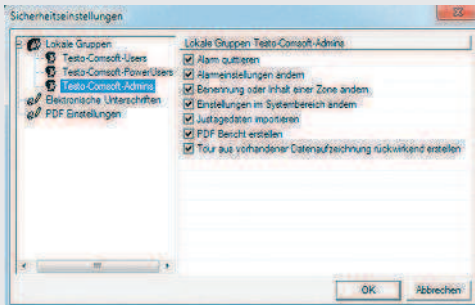 Sicherheitseinstellungen
Lokale Gruppen
Testo-Comsoft-Users
Testo-Comsoft-PowerUsers
Testo-Comsoft-Admins
Elektronische Unterschriften
PDF Einstellungen
Lokale Gruppen Testo-Comsoft-Admins
Alarm quittieren
Alarmeinstellungen ändern
Benennung oder Inhalt einer Zone ändern
Einstellungen im Systembereich ändern
Justagedaten importieren
PDF Bericht erstellen
Tour aus vorhandener Datenaufzeichnung rückwirkend erstellen
OK
Abbrechen